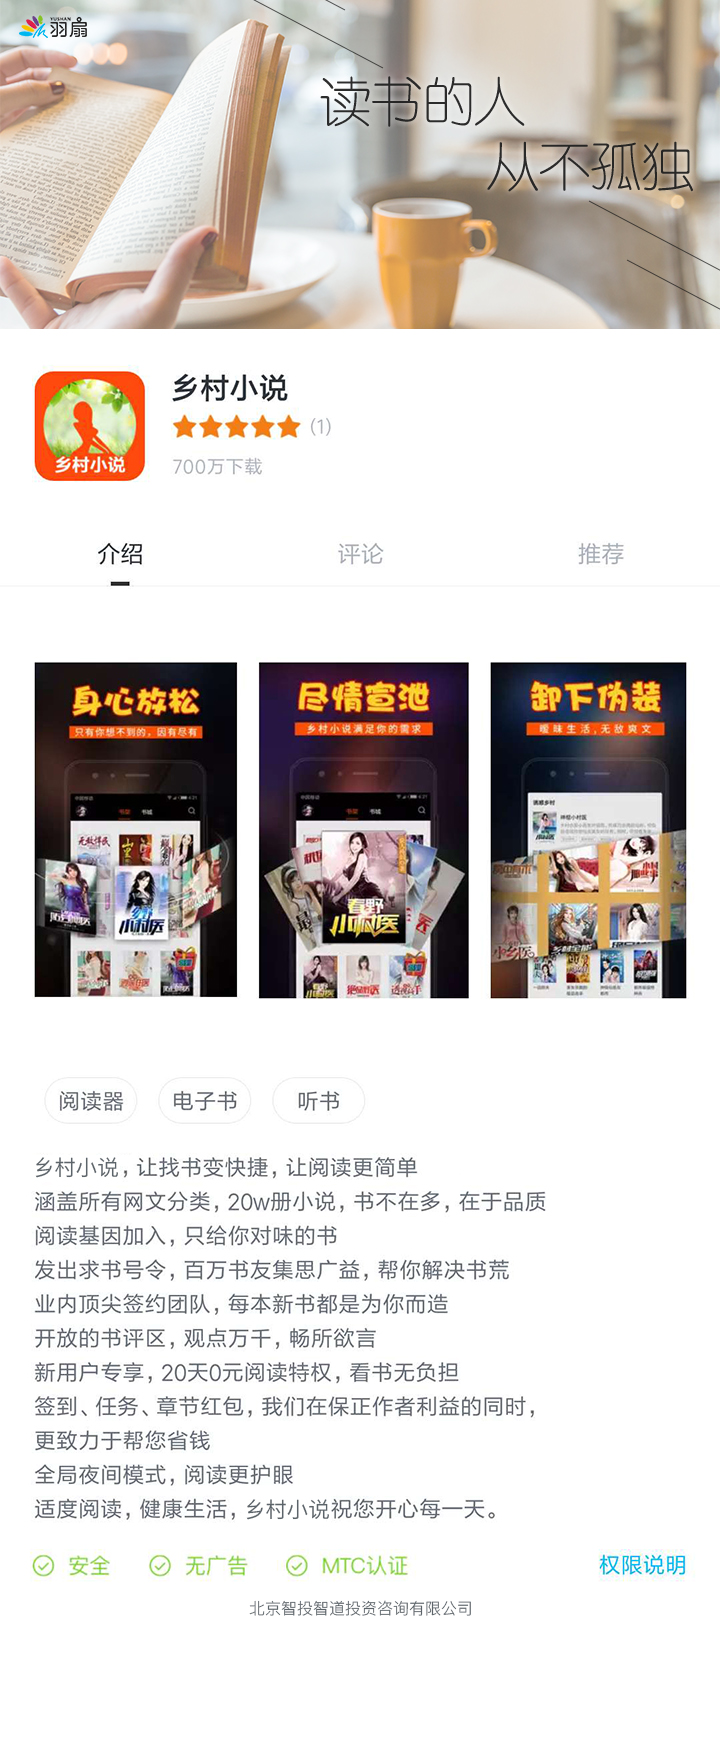 YUSHAN
羽扇
读书的人
从不孤独
乡村小说
乡村小说
(1)
700万下载
介绍
评论
推荐
身心放松
只有你想不到的，因有尽有
尽情宣泄
乡村小说满足你的需求
卸下伪装
暧昧生活，无敌爽文
春野
小村医
阅读器
电子书
听书
乡村小说，让找书变快捷，让阅读更简单
涵盖所有网文分类，20w册小说，书不在多，在于品质
阅读基因加入，只给你对味的书
发出求书号令，百万书友集思广益，帮你解决书荒
业内顶尖签约团队，每本新书都是为你而造
开放的书评区，观点万千，畅所欲言
新用户专享，20天0元阅读特权，看书无负担
签到、任务、章节红包，我们在保正作者利益的同时，
更致力于帮您省钱
全局夜间模式，阅读更护眼
适度阅读，健康生活，乡村小说祝您开心每一天。
安全
无广告
MTC认证
权限说明
北京智投智道投资咨询有限公司